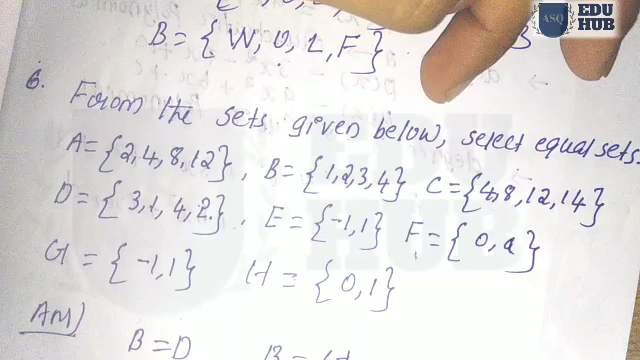 B = { W, O, L, F }
ASQ EDU HUB
6. From the sets given below, select equal sets.
A = {2, 4, 8, 12}, B = {1, 2, 3, 4} C = {4, 8, 12, 14}
D = { 3, 1, 4, 2 }, E = {-1, 1} F = { 0, a }
G = { -1, 1 } H = { 0, 1 }
B = D